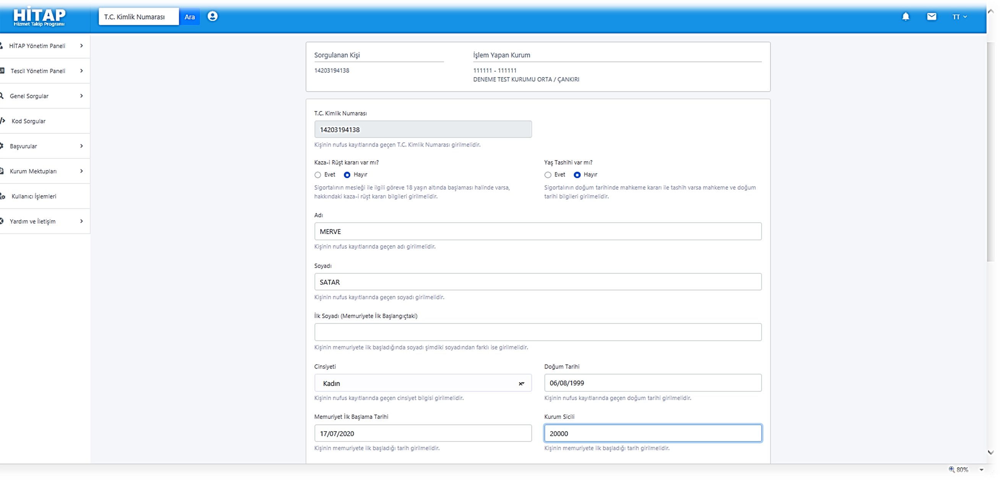 HİTAP
Hizmet Takip Programı
T.C. Kimlik Numarası
Ara
TT
HİTAP Yönetim Paneli
Tescil Yönetim Paneli
Genel Sorgular
Kod Sorgular
Başvurular
Kurum Mektupları
Kullanıcı İşlemleri
Yardım ve İletişim
Sorgulanan Kişi
14203194138
İşlem Yapan Kurum
111111 - 111111
DENEME TEST KURUMU ORTA / ÇANKIRI
T.C. Kimlik Numarası
14203194138
Kişinin nufus kayıtlarında geçen T.C. Kimlik Numarası girilmelidir.
Kaza-i Rüşt kararı var mı?
Evet Hayır
Sigortalının mesleği ile ilgili göreve 18 yaşın altında başlaması halinde varsa,
hakkındaki kaza-i rüşt kararı bilgileri girilmelidir.
Yaş Tashihi var mı?
Evet Hayır
Sigortalının doğum tarihinde mahkeme kararı ile tashih varsa mahkeme ve doğum
tarihi bilgileri girilmelidir.
Adı
MERVE
Kişinin nufus kayıtlarında geçen adı girilmelidir.
Soyadı
SATAR
Kişinin nufus kayıtlarında geçen soyadı girilmelidir.
İlk Soyadı (Memuriyete İlk Başlangıçtaki)
Kişinin memuriyete ilk başladığında soyadı şimdiki soyadından farklı ise girilmelidir.
Cinsiyeti
Kadın
Kişinin nufus kayıtlarında geçen cinsiyet bilgisi girilmelidir.
Doğum Tarihi
06/08/1999
Kişinin nufus kayıtlarında geçen doğum tarihi girilmelidir.
Memuriyet İlk Başlama Tarihi
17/07/2020
Kişinin memuriyete ilk başladığı tarih girilmelidir.
Kurum Sicili
20000
Kişinin memuriyete ilk başladığı tarih girilmelidir.
80%